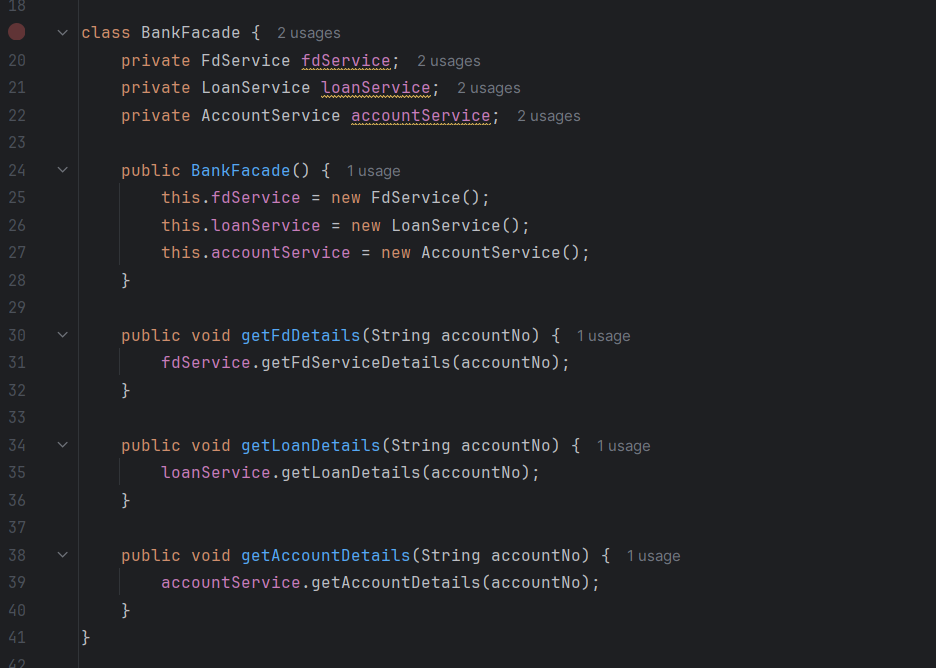 18
class BankFacade { 2 usages
20 private FdService fdService; 2 usages
21 private LoanService loanService; 2 usages
22 private AccountService accountService; 2 usages
23
24 public BankFacade() { 1 usage
25 this.fdService = new FdService();
26 this.loanService = new LoanService();
27 this.accountService = new AccountService();
28 }
29
30 public void getFdDetails(String accountNo) { 1 usage
31 fdService.getFdServiceDetails(accountNo);
32 }
33
34 public void getLoanDetails(String accountNo) { 1 usage
35 loanService.getLoanDetails(accountNo);
36 }
37
38 public void getAccountDetails(String accountNo) { 1 usage
39 accountService.getAccountDetails(accountNo);
40 }
41 }
42